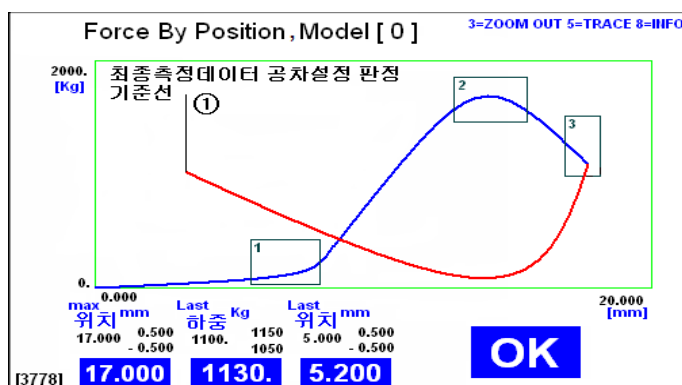 Force By Position , Model [ 0 ]
3=ZOOM OUT 5=TRACE 8=INFO
2000.
[Kg]
최종측정데이터 공차설정 판정
기준선
①
2
3
1
0.
0.000
20.000
[mm]
max
위치 mm
17.000
0.500
- 0.500
17.000
Last
하중 Kg
1100.
1150
1050
1130.
Last
위치 mm
5.000
0.500
- 0.500
5.200
OK
[3778]